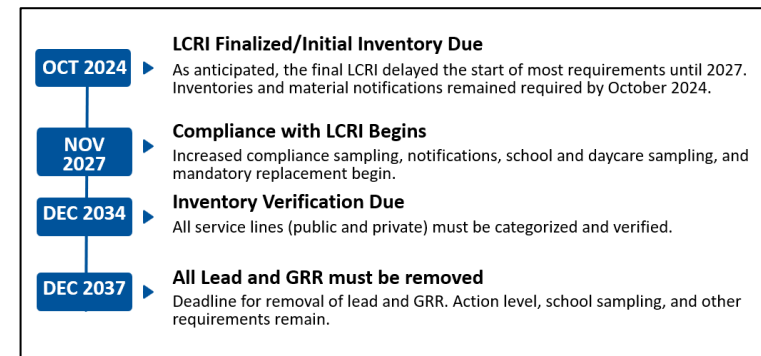 OCT 2024
LCRI Finalized/Initial Inventory Due
As anticipated, the final LCRI delayed the start of most requirements until 2027.
Inventories and material notifications remained required by October 2024.
NOV
2027
Compliance with LCRI Begins
Increased compliance sampling, notifications, school and daycare sampling, and
mandatory replacement begin.
DEC 2034
Inventory Verification Due
All service lines (public and private) must be categorized and verified.
DEC 2037
All Lead and GRR must be removed
Deadline for removal of lead and GRR. Action level, school sampling, and other
requirements remain.